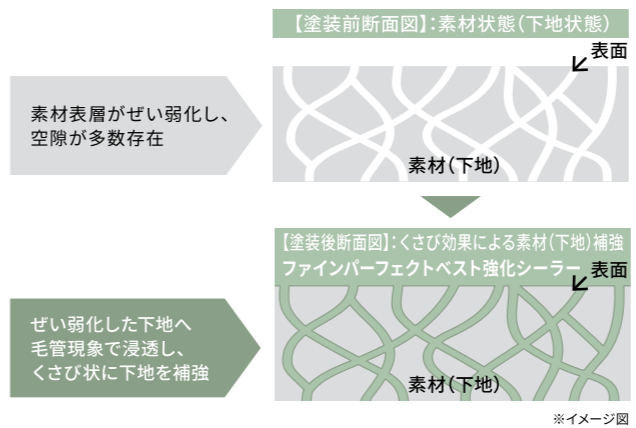 【塗装前断面図】：素材状態（下地状態）
表面
素材表層がぜい弱化し、
空隙が多数存在
素材（下地）
【塗装後断面図】：くさび効果による素材（下地）補強
ファインパーフェクトベスト強化シーラー
表面
ぜい弱化した下地へ
毛管現象で浸透し、
くさび状に下地を補強
素材（下地）
※イメージ図